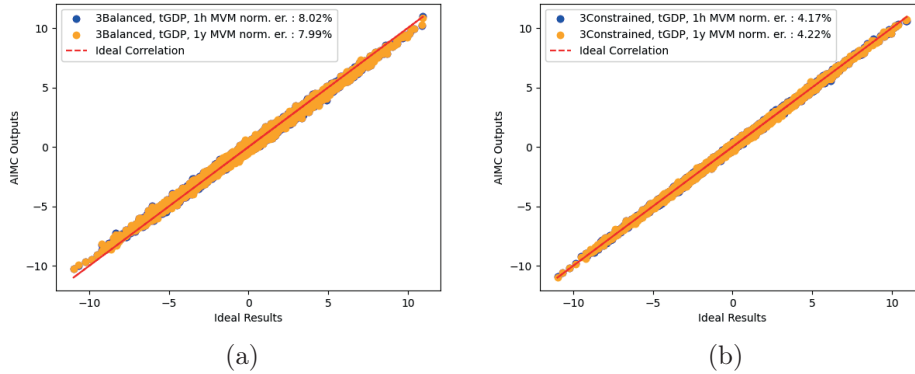 3Balanced, tGDP, 1h MVM norm. er. : 8.02%
3Balanced, tGDP, 1y MVM norm. er. : 7.99%
Ideal Correlation
10
5
0
−5
−10
AIMC Outputs
−10
−5
0
5
10
Ideal Results
(a)
3Constrained, tGDP, 1h MVM norm. er. : 4.17%
3Constrained, tGDP, 1y MVM norm. er. : 4.22%
Ideal Correlation
10
5
0
−5
−10
AIMC Outputs
−10
−5
0
5
10
Ideal Results
(b)